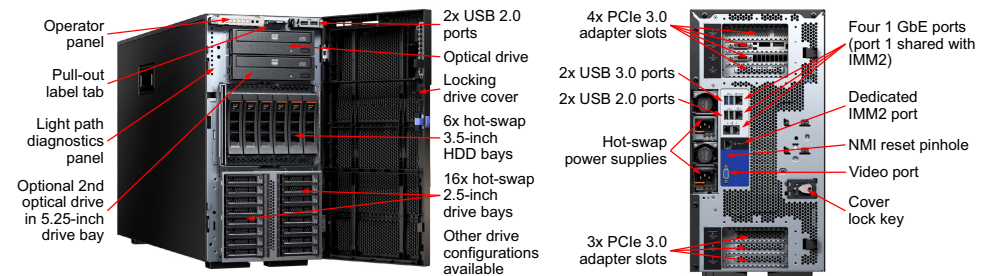 Operator
panel
Pull-out
label tab
Light path
diagnostics
panel
Optional 2nd
optical drive
in 5.25-inch
drive bay
2x USB 2.0
ports
Optical drive
Locking
drive cover
6x hot-swap
3.5-inch
HDD bays
16x hot-swap
2.5-inch
drive bays
Other drive
configurations
available
4x PCIe 3.0
adapter slots
2x USB 3.0 ports
2x USB 2.0 ports
Hot-swap
power supplies
3x PCIe 3.0
adapter slots
Four 1 GbE ports
(port 1 shared with
IMM2)
Dedicated
IMM2 port
NMI reset pinhole
Video port
Cover
lock key